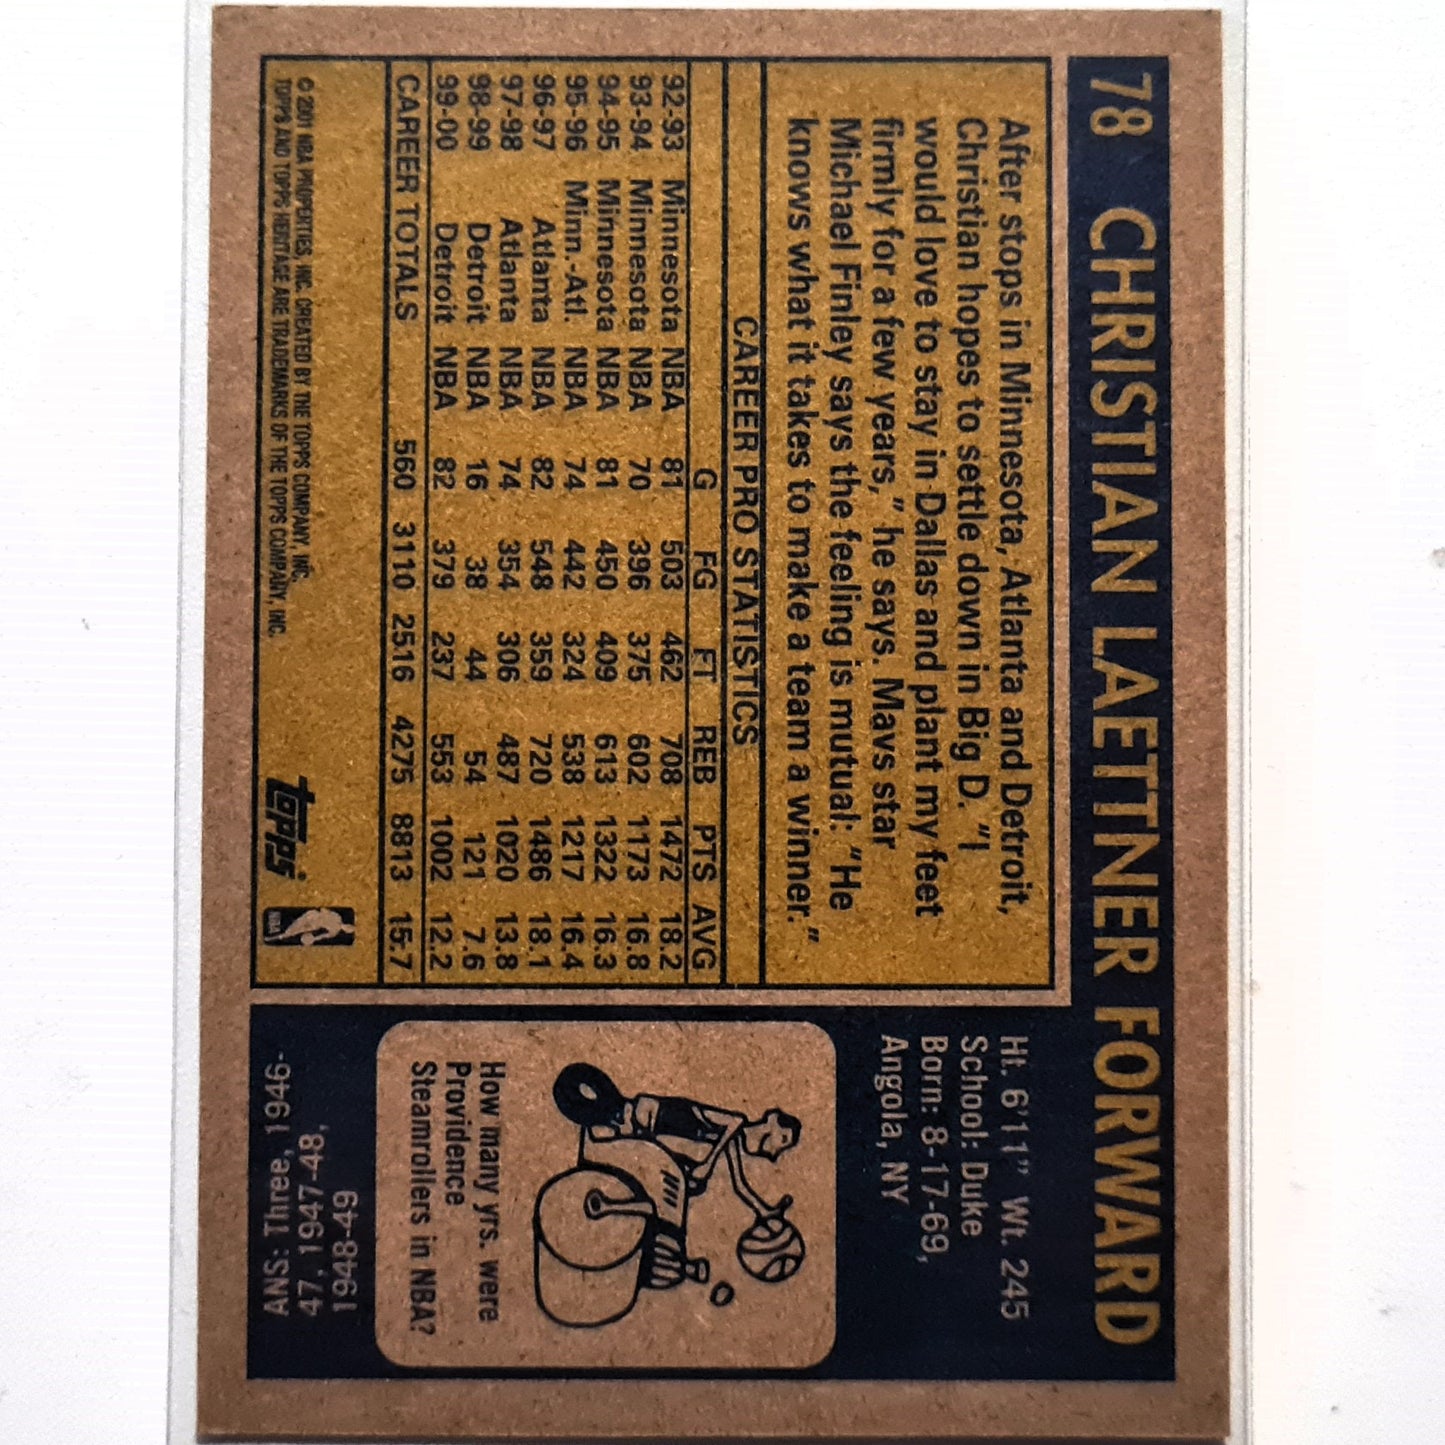 78 CHRISTIAN LAETTNER FORWARD
After stops in Minnesota, Atlanta and Detroit,
Christian hopes to settle down in Big D. "I
would love to stay in Dallas and plant my feet
firmly for a few years," he says. Mavs star
Michael Finley says the feeling is mutual: "He
knows what it takes to make a team a winner."
CAREER PRO STATISTICS
G FG FT REB PTS AVG
92-93 Minnesota NBA 81 503 462 708 1472 18.2
93-94 Minnesota NBA 70 396 375 602 1173 16.8
94-95 Minnesota NBA 81 450 409 613 1322 16.3
95-96 Minn.-Atl. NBA 74 442 324 538 1217 16.4
96-97 Atlanta NBA 82 548 359 720 1486 18.1
97-98 Atlanta NBA 74 354 306 487 1020 13.8
98-99 Detroit NBA 16 38 44 54 121 7.6
99-00 Detroit NBA 82 379 237 553 1002 12.2
CAREER TOTALS 560 3110 2516 4275 8813 15.7
© 2001 NBA PROPERTIES, INC. CREATED BY THE TOPPS COMPANY, INC.
TOPPS AND TOPPS HERITAGE ARE TRADEMARKS OF THE TOPPS COMPANY, INC.
Topps
NBA
Ht. 6'11" Wt. 245
School: Duke
Born: 8-17-69,
Angola, NY
How many yrs. were
Providence
Steamrollers in NBA?
ANS: Three, 1946-
47, 1947-48,
1948-49